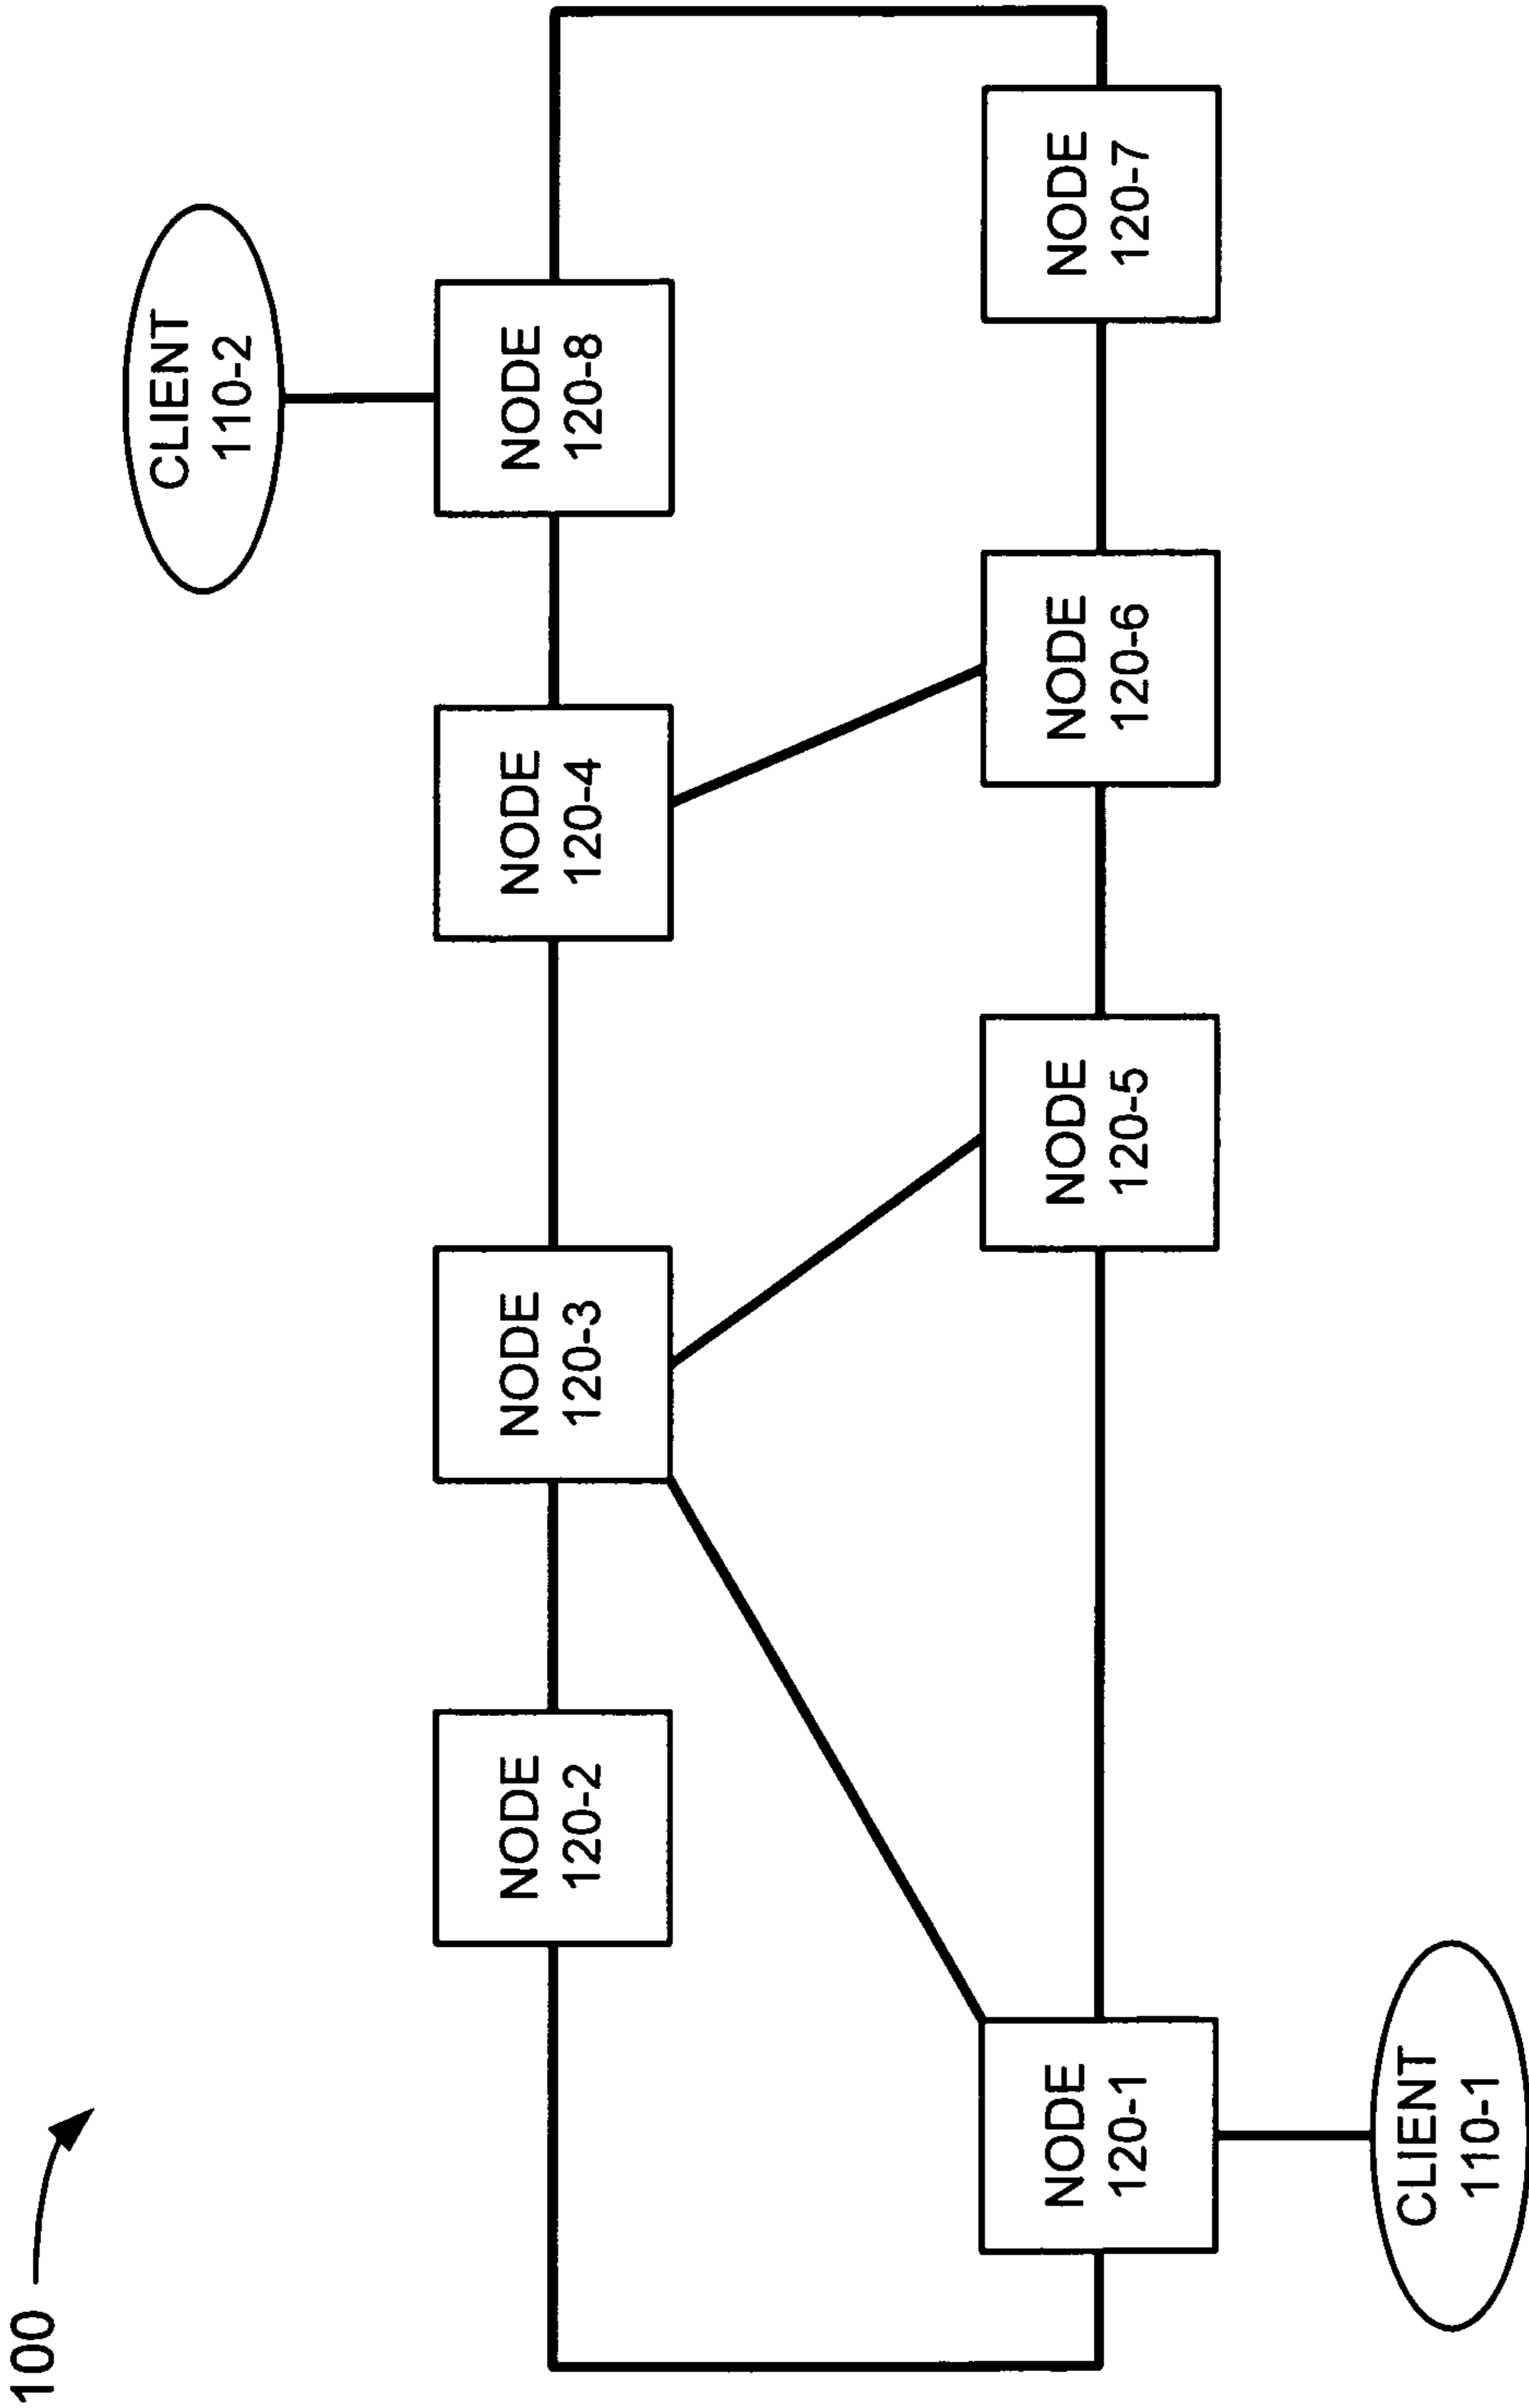 100
CLIENT
110-2
NODE
120-2
NODE
120-3
NODE
120-4
NODE
120-8
NODE
120-1
NODE
120-5
NODE
120-6
NODE
120-7
CLIENT
110-1